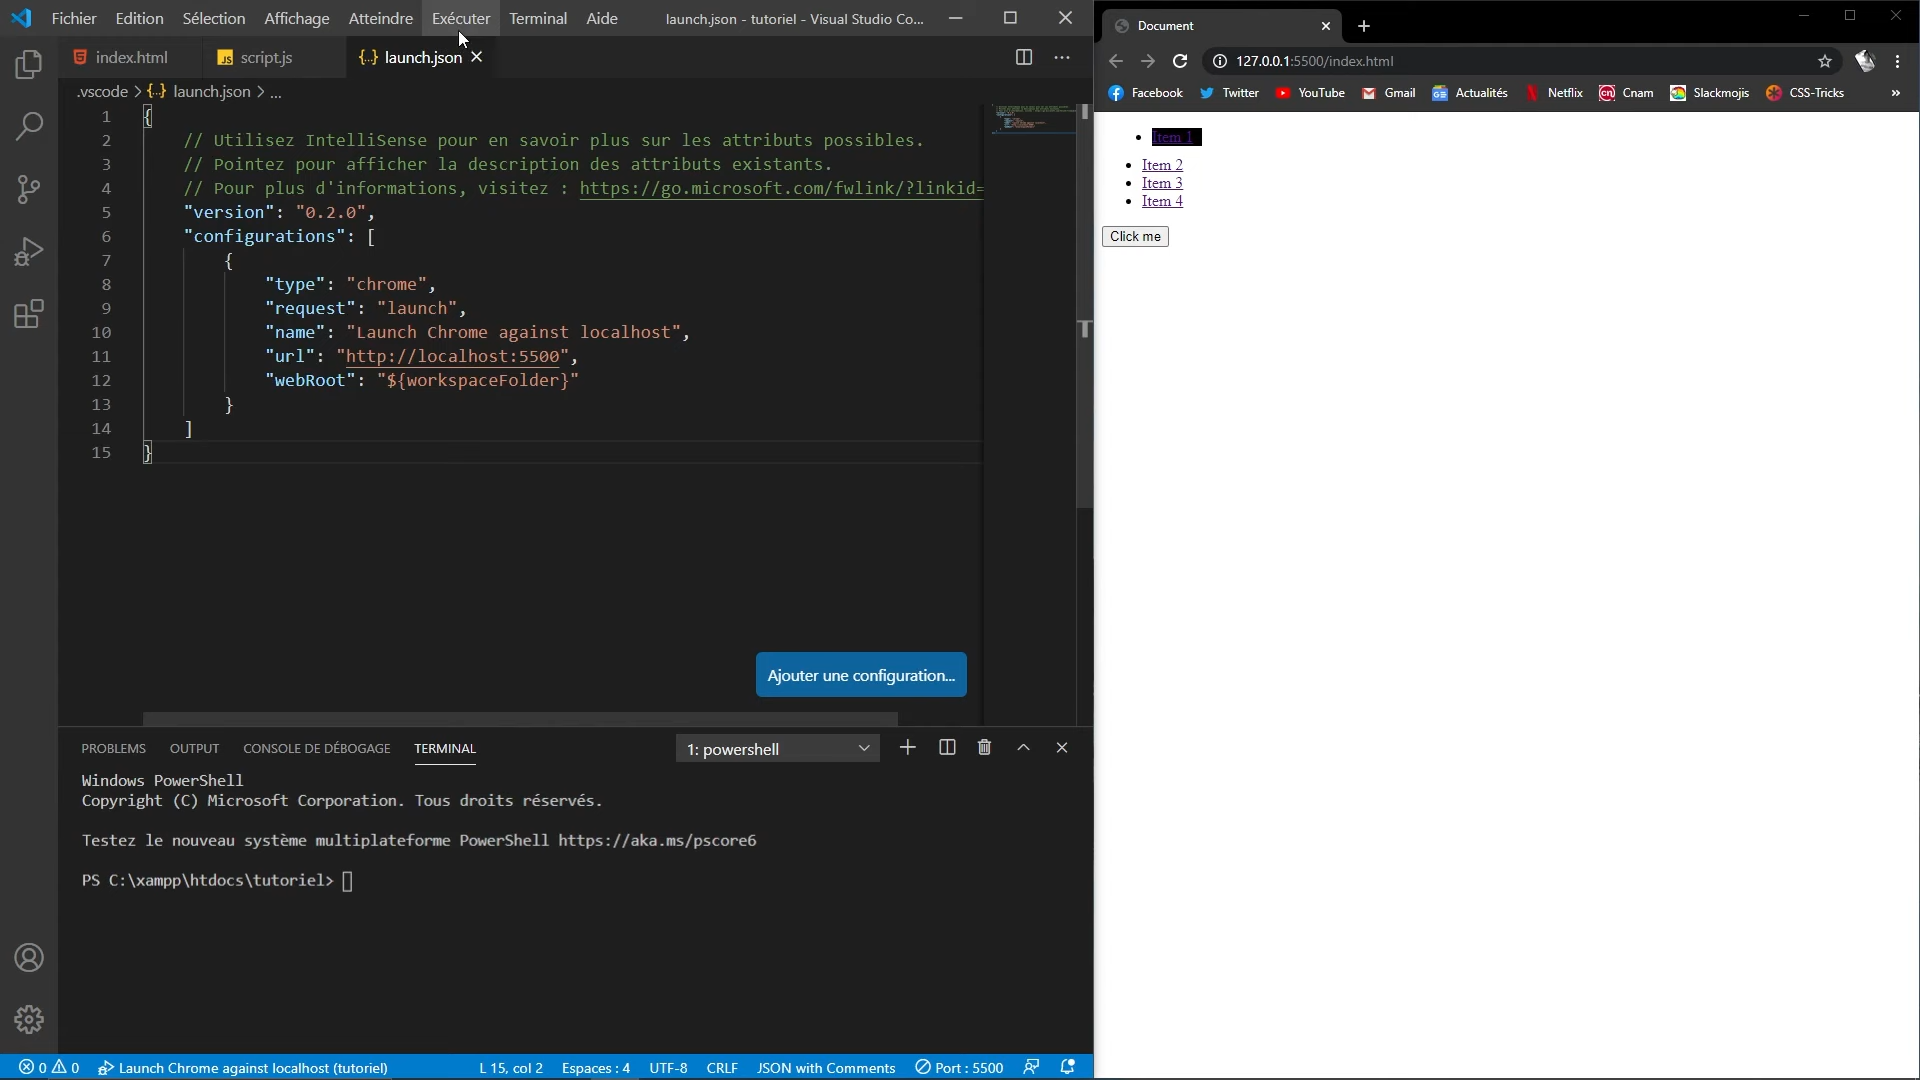 Fichier Edition Sélection Affichage Atteindre Exécuter Terminal Aide launch.json - tutoriel - Visual Studio Co...
index.html script.js {..} launch.json
.vscode > {..} launch.json > ...
1 {
2 // Utilisez IntelliSense pour en savoir plus sur les attributs possibles.
3 // Pointez pour afficher la description des attributs existants.
4 // Pour plus d'informations, visitez : https://go.microsoft.com/fwlink/?linkid=
5 "version": "0.2.0",
6 "configurations": [
7 {
8 "type": "chrome",
9 "request": "launch",
10 "name": "Launch Chrome against localhost",
11 "url": "http://localhost:5500",
12 "webRoot": "${workspaceFolder}"
13 }
14 ]
15 }
Ajouter une configuration...
PROBLEMS OUTPUT CONSOLE DE DÉBOGAGE TERMINAL 1: powershell
Windows PowerShell
Copyright (C) Microsoft Corporation. Tous droits réservés.
Testez le nouveau système multiplateforme PowerShell https://aka.ms/pscore6
PS C:\xampp\htdocs\tutoriel>
0 0 Launch Chrome against localhost (tutoriel) L 15, col 2 Espaces : 4 UTF-8 CRLF JSON with Comments Port : 5500
Document
127.0.0.1:5500/index.html
Facebook Twitter YouTube Gmail Actualités Netflix Cnam Slackmojis CSS-Tricks »
Item 1
Item 2
Item 3
Item 4
Click me